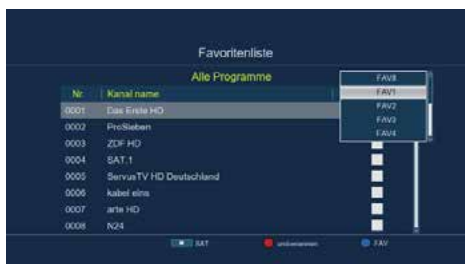 Favoritenliste
Alle Programme
Nr. Kanal name
FAV8
FAV1
FAV2
FAV3
FAV4
0001 Das Erste HD
0002 ProSieben
0003 ZDF HD
0004 SAT.1
0005 ServusTV HD Deutschland
0006 kabel eins
0007 arte HD
0008 N24
SAT umbenennen FAV